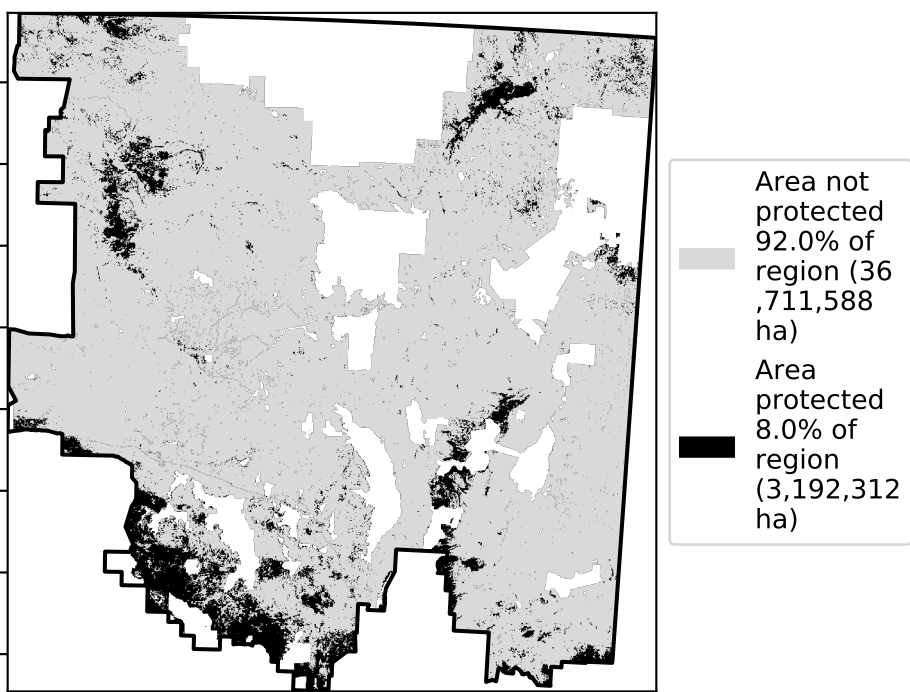 Area not
protected
92.0% of
region (36
,711,588
ha)
Area
protected
8.0% of
region
(3,192,312
ha)